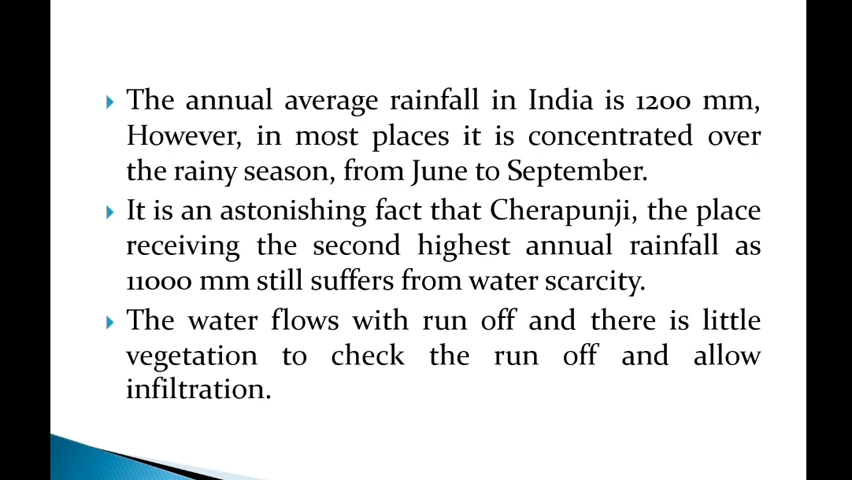 The annual average rainfall in India is 1200 mm,
However, in most places it is concentrated over
the rainy season, from June to September.
It is an astonishing fact that Cherapunji, the place
receiving the second highest annual rainfall as
11000 mm still suffers from water scarcity.
The water flows with run off and there is little
vegetation to check the run off and allow
infiltration.